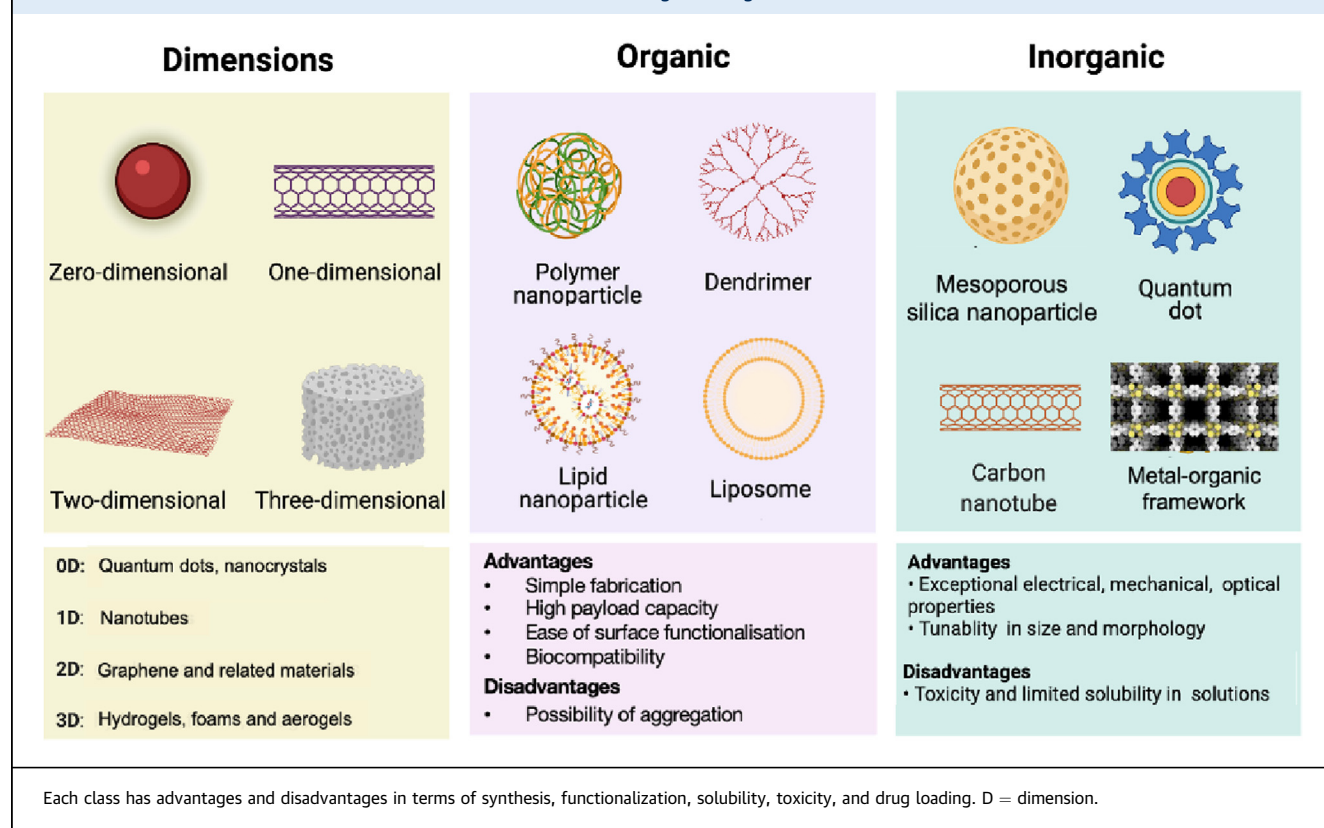 Dimensions
Zero-dimensional
One-dimensional
Two-dimensional
Three-dimensional
0D: Quantum dots, nanocrystals
1D: Nanotubes
2D: Graphene and related materials
3D: Hydrogels, foams and aerogels
Organic
Polymer
nanoparticle
Dendrimer
Lipid
nanoparticle
Liposome
Advantages
• Simple fabrication
• High payload capacity
• Ease of surface functionalisation
• Biocompatibility
Disadvantages
• Possibility of aggregation
Inorganic
Mesoporous
silica nanoparticle
Quantum
dot
Carbon
nanotube
Metal-organic
framework
Advantages
• Exceptional electrical, mechanical, optical
properties
• Tunablity in size and morphology
Disadvantages
• Toxicity and limited solubility in solutions
Each class has advantages and disadvantages in terms of synthesis, functionalization, solubility, toxicity, and drug loading. D = dimension.